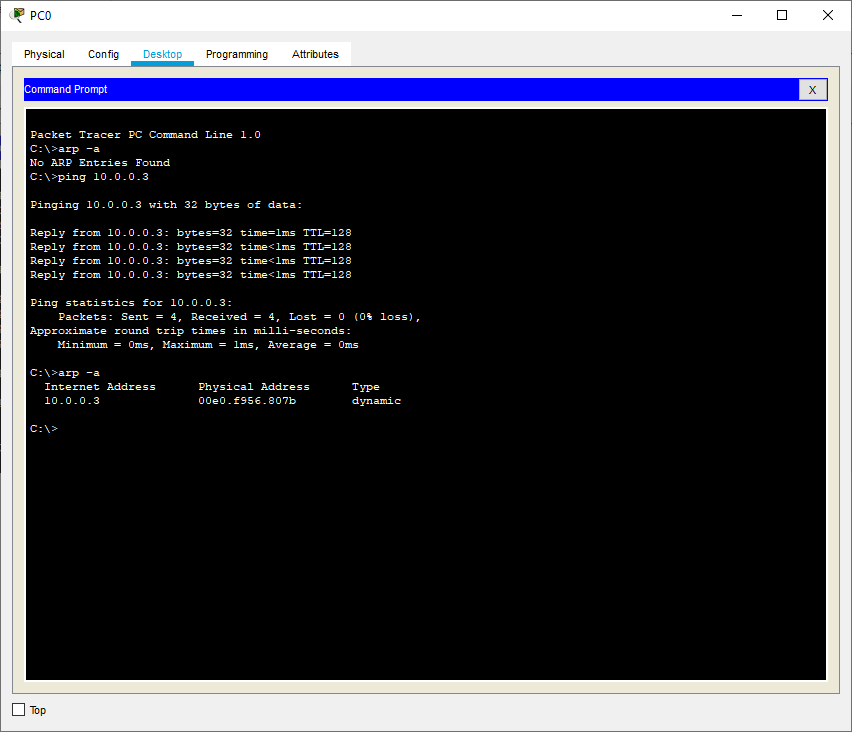 PC0
Physical Config Desktop Programming Attributes
Command Prompt X
Packet Tracer PC Command Line 1.0
C:\>arp -a
No ARP Entries Found
C:\>ping 10.0.0.3
Pinging 10.0.0.3 with 32 bytes of data:
Reply from 10.0.0.3: bytes=32 time=1ms TTL=128
Reply from 10.0.0.3: bytes=32 time<1ms TTL=128
Reply from 10.0.0.3: bytes=32 time<1ms TTL=128
Reply from 10.0.0.3: bytes=32 time<1ms TTL=128
Ping statistics for 10.0.0.3:
Packets: Sent = 4, Received = 4, Lost = 0 (0% loss),
Approximate round trip times in milli-seconds:
Minimum = 0ms, Maximum = 1ms, Average = 0ms
C:\>arp -a
Internet Address Physical Address Type
10.0.0.3 00e0.f956.807b dynamic
C:\>
Top